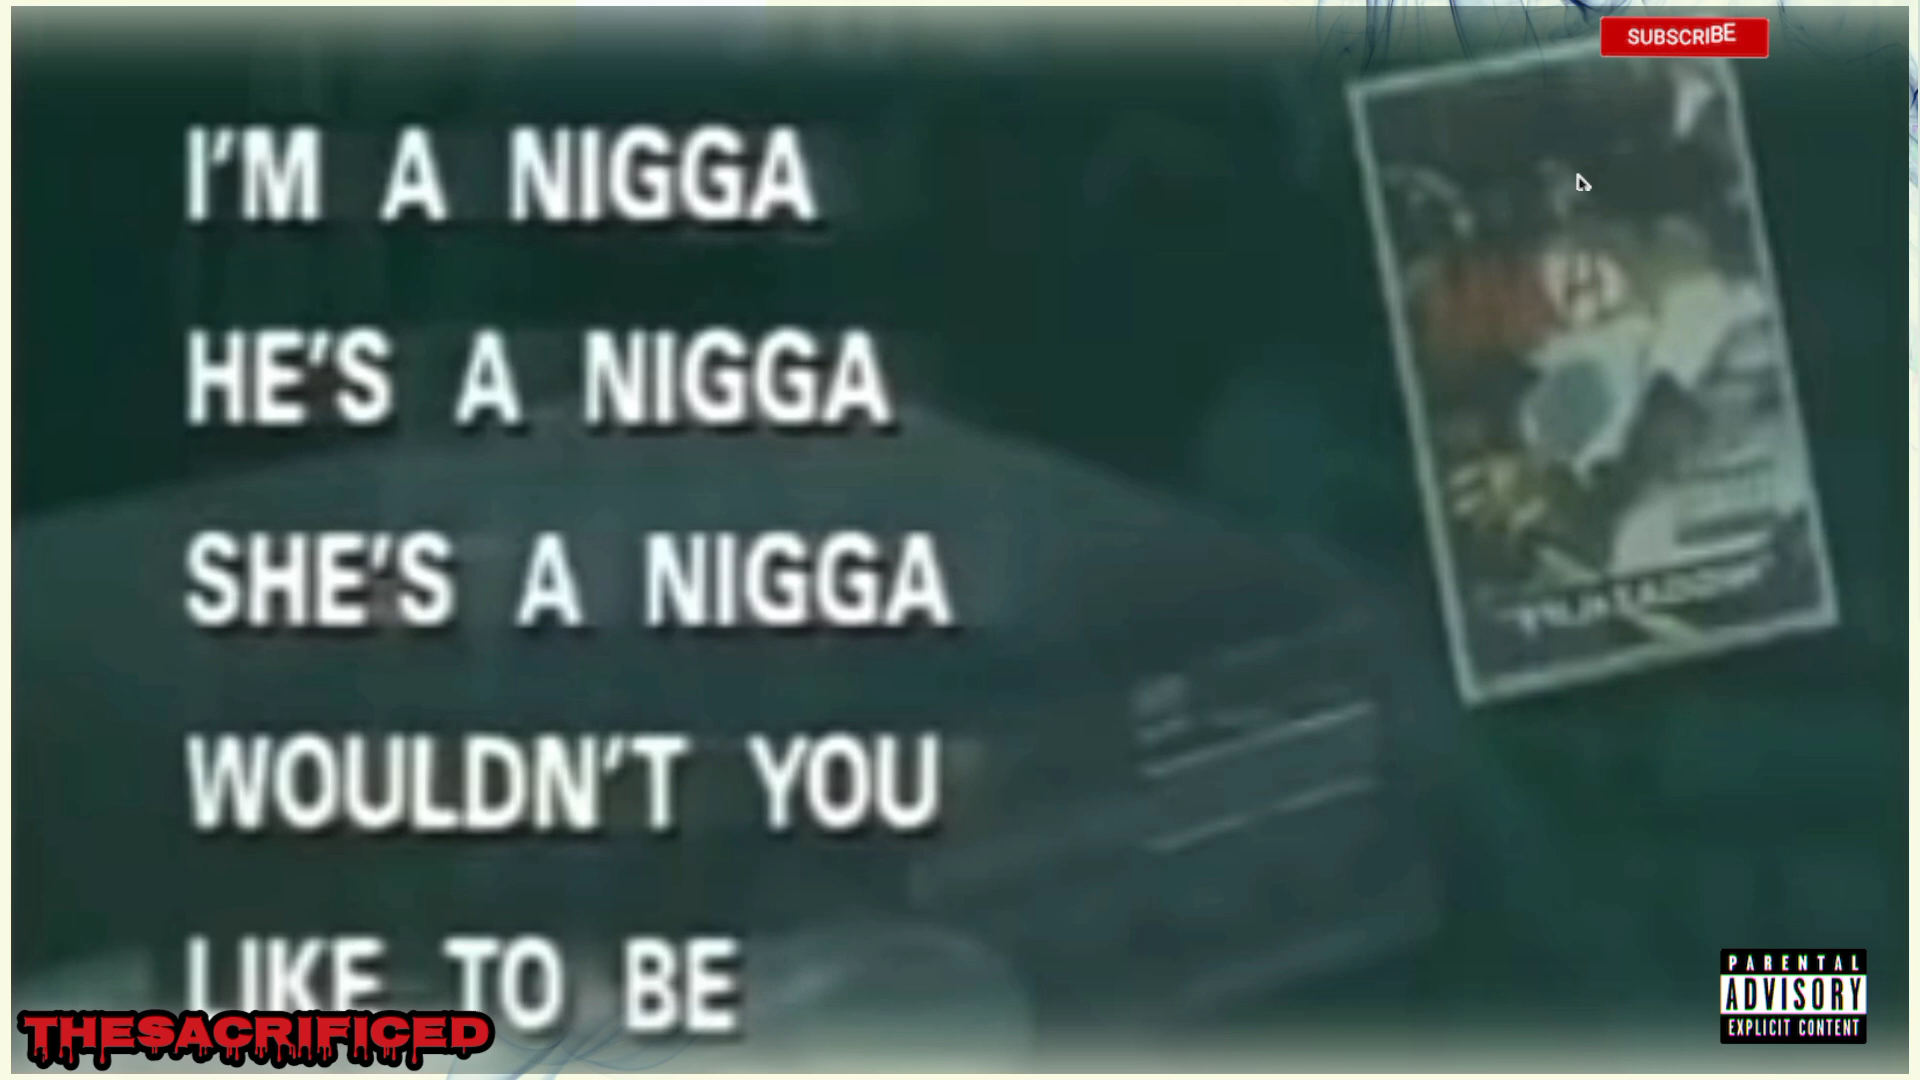 SUBSCRIBE
I'M A NIGGA
HE'S A NIGGA
SHE'S A NIGGA
WOULDN'T YOU
LIKE TO BE
THESACRIFICED
PARENTAL
ADVISORY
EXPLICIT CONTENT